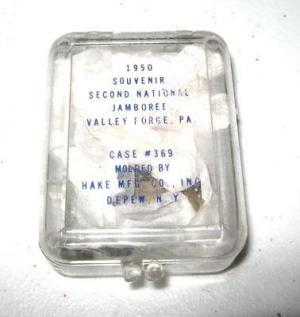 1950
SOUVENIR
SECOND NATIONAL
JAMBOREE
VALLEY FORGE, PA.
CASE #369
MOLDED BY
HAKE MFG. CO., INC
DEPEW, N. Y